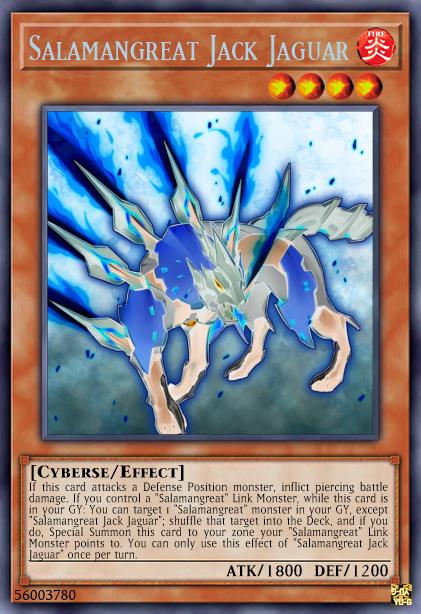 Salamangreat Jack Jaguar
FIRE
炎
[Cyberse/Effect]
If this card attacks a Defense Position monster, inflict piercing battle
damage. If you control a "Salamangreat" Link Monster, while this card is
in your GY: You can target 1 "Salamangreat" monster in your GY, except
"Salamangreat Jack Jaguar"; shuffle that target into the Deck, and if you
do, Special Summon this card to your zone your "Salamangreat" Link
Monster points to. You can only use this effect of "Salamangreat Jack
Jaguar" once per turn.
ATK/1800 DEF/1200
56003780